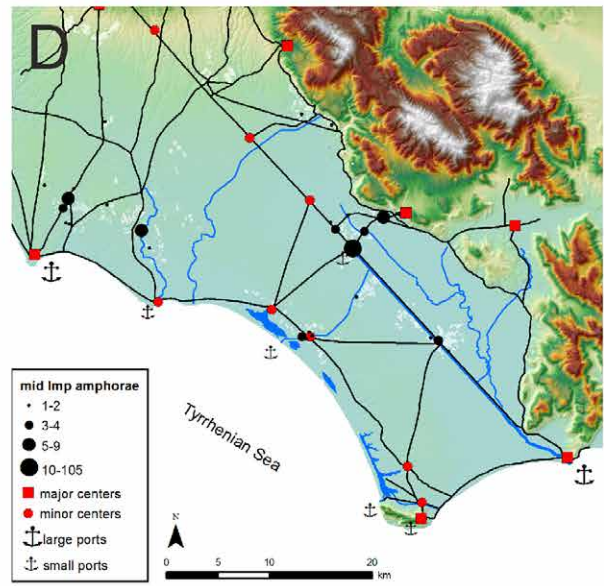 D
Tyrrhenian Sea
mid Imp amphorae
1-2
3-4
5-9
10-105
major centers
minor centers
large ports
small ports
N
0 10 20
km